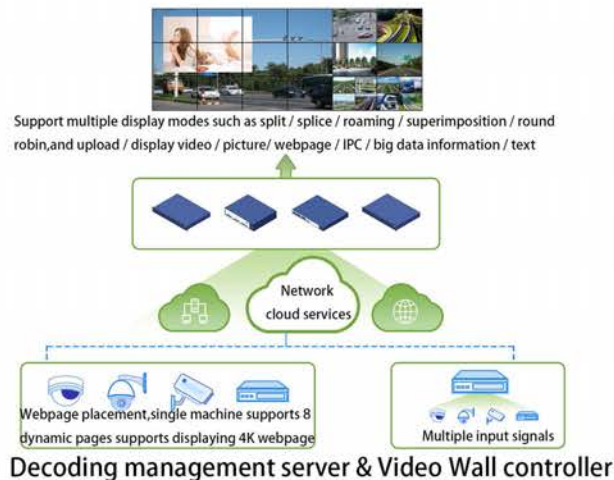 Support multiple display modes such as split / splice / roaming / superimposition / round
robin,and upload / display video / picture/ webpage / IPC / big data information / text
Network
cloud services
Webpage placement,single machine supports 8
dynamic pages supports displaying 4K webpage
Multiple input signals
Decoding management server & Video Wall controller